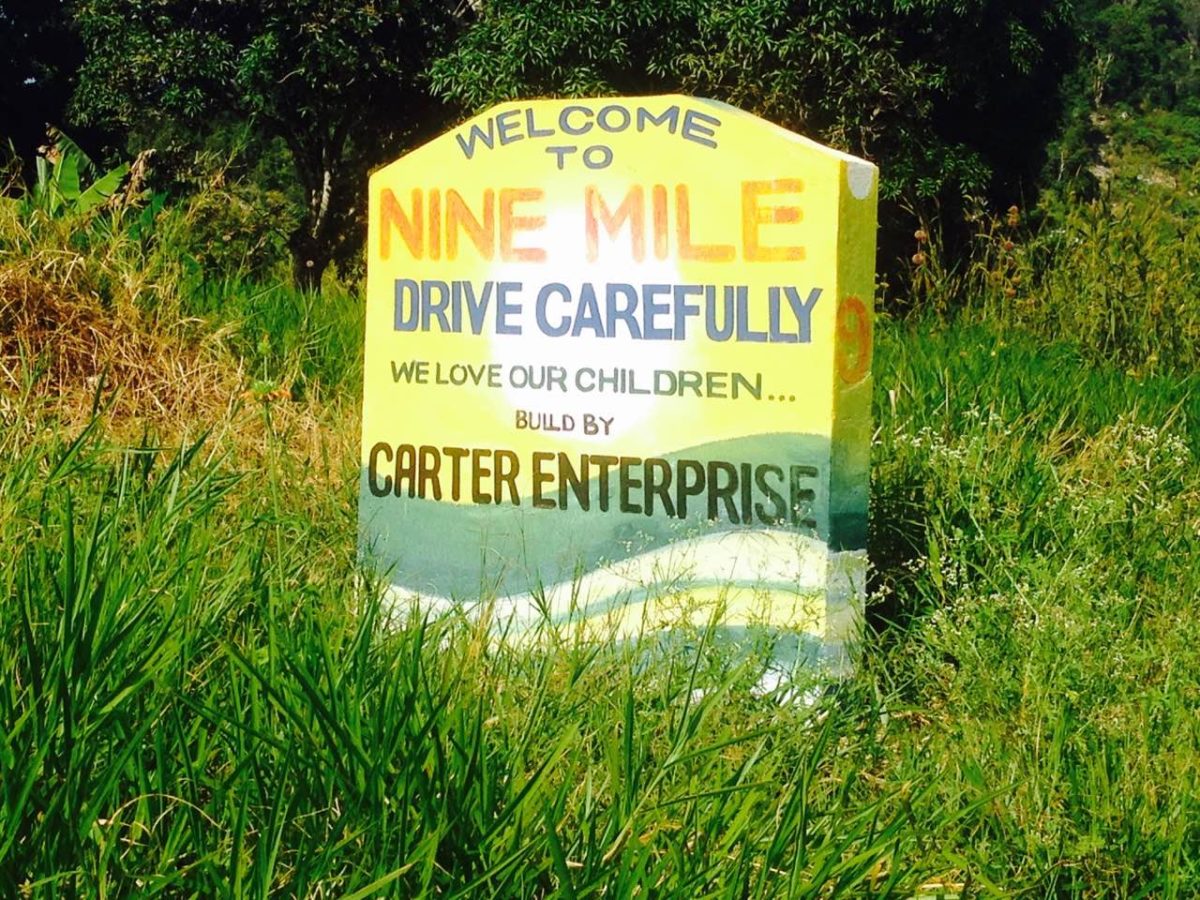 WELCOME
TO
NINE MILE
DRIVE CAREFULLY
WE LOVE OUR CHILDREN...
BUILD BY
CARTER ENTERPRISE
9